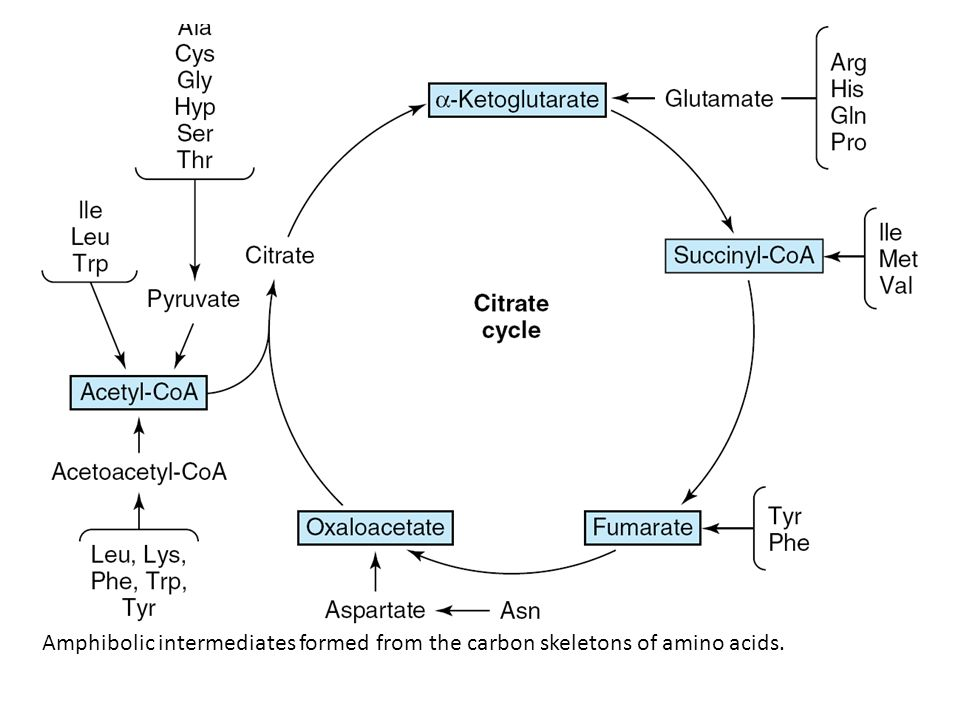 Ala
Cys
Gly
Hyp
Ser
Thr
α-Ketoglutarate
Glutamate
Arg
His
Gln
Pro
Ile
Leu
Trp
Citrate
Pyruvate
Succinyl-CoA
Ile
Met
Val
Citrate
cycle
Acetyl-CoA
Acetoacetyl-CoA
Leu, Lys,
Phe, Trp,
Tyr
Oxaloacetate
Fumarate
Tyr
Phe
Aspartate
Asn
Amphibolic intermediates formed from the carbon skeletons of amino acids.